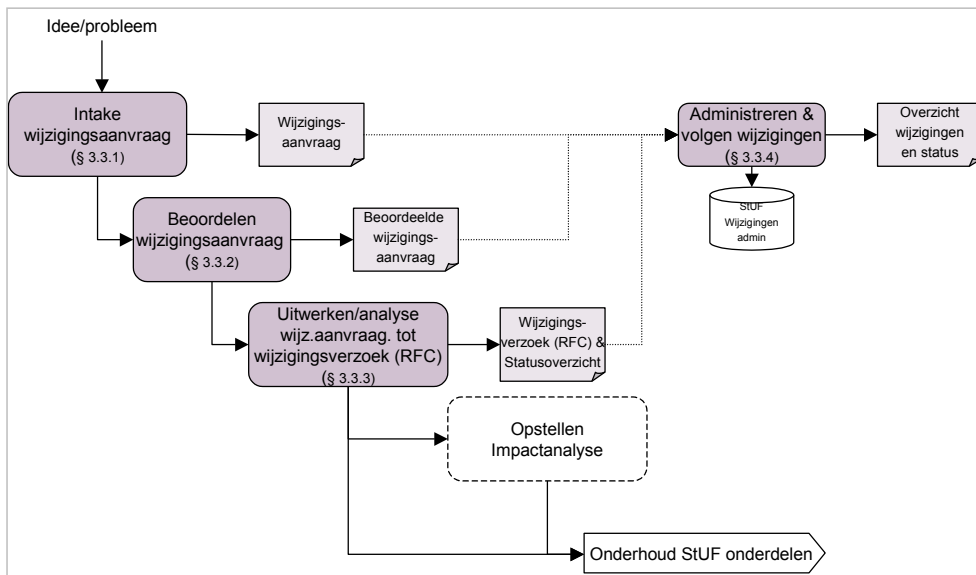 Idee/probleem
Intake
wijzigingsaanvraag
(§ 3.3.1)
Wijzigings-
aanvraag
Administreren &
volgen wijzigingen
(§ 3.3.4)
Overzicht
wijzigingen
en status
StUF
Wijzigingen
admin
Beoordelen
wijzigingsaanvraag
(§ 3.3.2)
Beoordeelde
wijzigings-
aanvraag
Uitwerken/analyse
wijz.aanvraag. tot
wijzigingsverzoek (RFC)
(§ 3.3.3)
Wijzigings-
verzoek (RFC) &
Statusoverzicht
Opstellen
Impactanalyse
Onderhoud StUF onderdelen